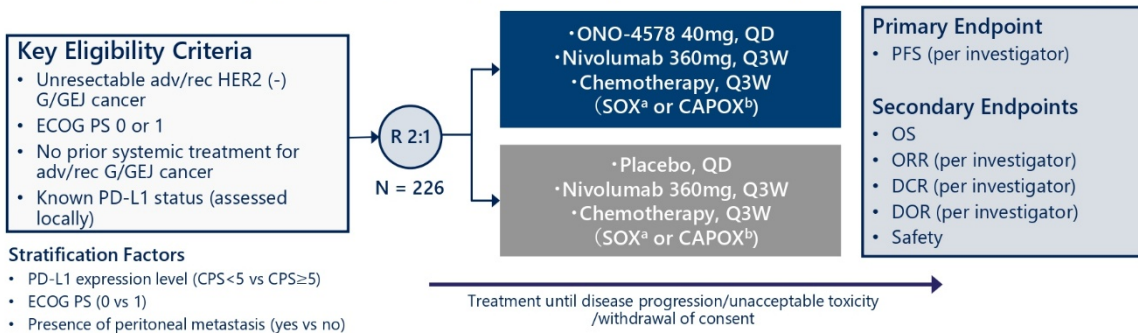 Key Eligibility Criteria
• Unresectable adv/rec HER2 (-)
G/GEJ cancer
• ECOG PS 0 or 1
• No prior systemic treatment for
adv/rec G/GEJ cancer
• Known PD-L1 status (assessed
locally)
Stratification Factors
• PD-L1 expression level (CPS<5 vs CPS≥5)
• ECOG PS (0 vs 1)
• Presence of peritoneal metastasis (yes vs no)
R 2:1
N = 226
・ONO-4578 40mg, QD
・Nivolumab 360mg, Q3W
・Chemotherapy, Q3W
(SOXᵃ or CAPOXᵇ)
・Placebo, QD
・Nivolumab 360mg, Q3W
・Chemotherapy, Q3W
(SOXᵃ or CAPOXᵇ)
Treatment until disease progression/unacceptable toxicity
/withdrawal of consent
Primary Endpoint
• PFS (per investigator)
Secondary Endpoints
• OS
• ORR (per investigator)
• DCR (per investigator)
• DOR (per investigator)
• Safety